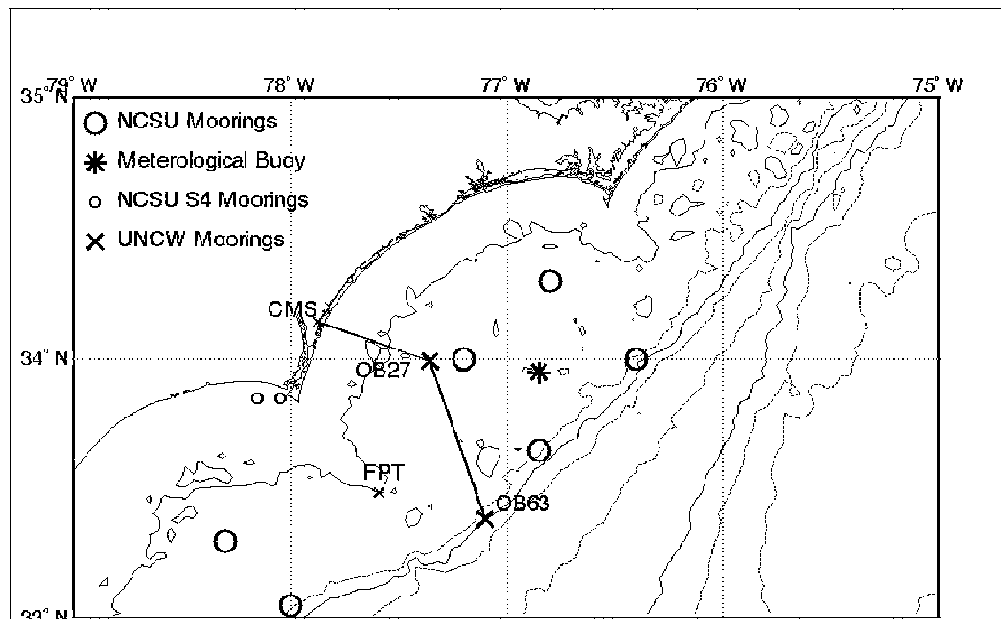 79° W 78° W 77° W 76° W 75° W
35° N
NCSU Moorings
Meterological Buoy
NCSU S4 Moorings
UNCW Moorings
CMS
34° N
OB27
FPT
OB63
33° N